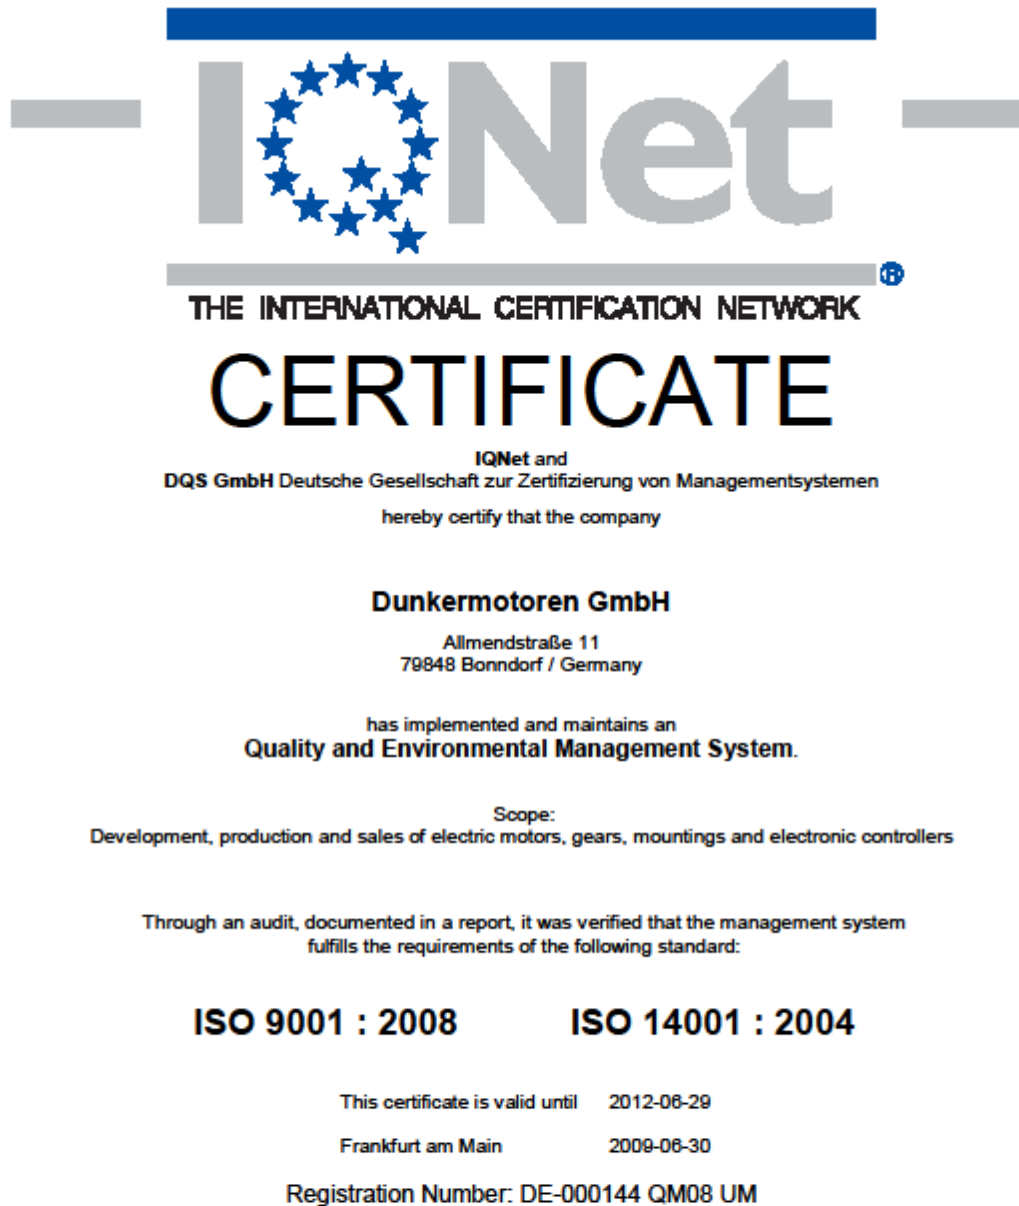 IQNet
®
THE INTERNATIONAL CERTIFICATION NETWORK
CERTIFICATE
IQNet and
DQS GmbH Deutsche Gesellschaft zur Zertifizierung von Managementsystemen
hereby certify that the company
Dunkermotoren GmbH
Allmendstraße 11
79848 Bonndorf / Germany
has implemented and maintains an
Quality and Environmental Management System.
Scope:
Development, production and sales of electric motors, gears, mountings and electronic controllers
Through an audit, documented in a report, it was verified that the management system
fulfills the requirements of the following standard:
ISO 9001 : 2008 ISO 14001 : 2004
This certificate is valid until 2012-06-29
Frankfurt am Main 2009-06-30
Registration Number: DE-000144 QM08 UM